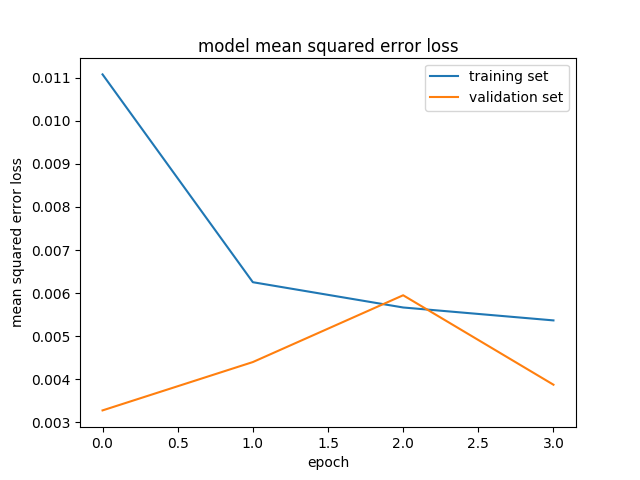 model mean squared error loss
training set
validation set
0.011
0.010
0.009
0.008
0.007
0.006
0.005
0.004
0.003
mean squared error loss
0.0 0.5 1.0 1.5 2.0 2.5 3.0
epoch